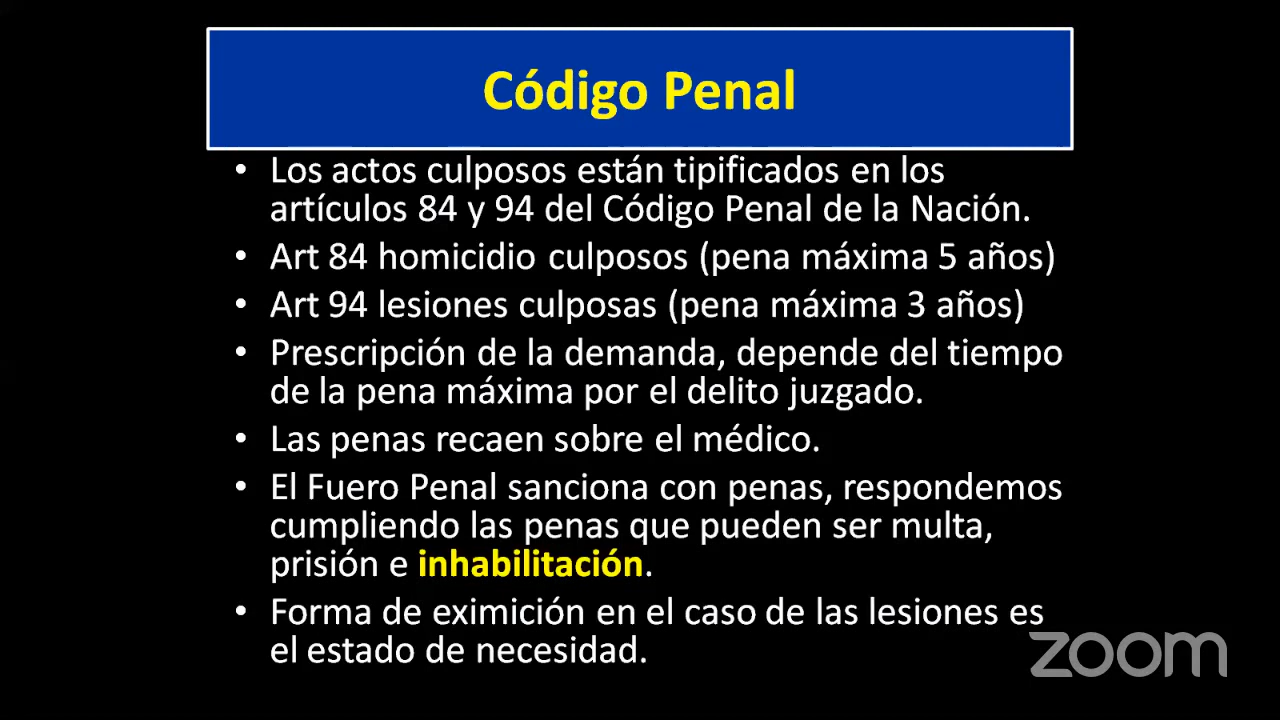 Código Penal
• Los actos culposos están tipificados en los
artículos 84 y 94 del Código Penal de la Nación.
• Art 84 homicidio culposos (pena máxima 5 años)
• Art 94 lesiones culposas (pena máxima 3 años)
• Prescripción de la demanda, depende del tiempo
de la pena máxima por el delito juzgado.
• Las penas recaen sobre el médico.
• El Fuero Penal sanciona con penas, respondemos
cumpliendo las penas que pueden ser multa,
prisión e inhabilitación.
• Forma de eximición en el caso de las lesiones es
el estado de necesidad.
zoom